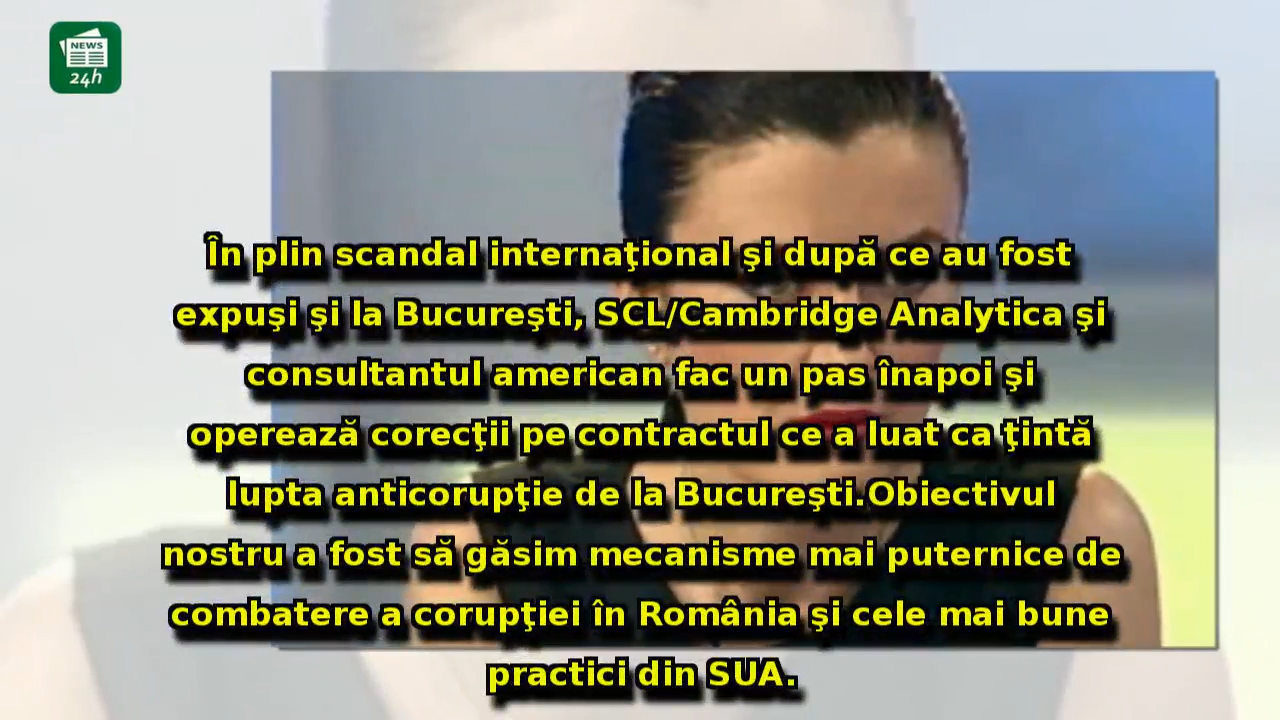 NEWS
24h
În plin scandal internaţional şi după ce au fost
expuşi şi la Bucureşti, SCL/Cambridge Analytica şi
consultantul american fac un pas înapoi şi
operează corecţii pe contractul ce a luat ca ţintă
lupta anticorupţie de la Bucureşti.Obiectivul
nostru a fost să găsim mecanisme mai puternice de
combatere a corupţiei în România şi cele mai bune
practici din SUA.